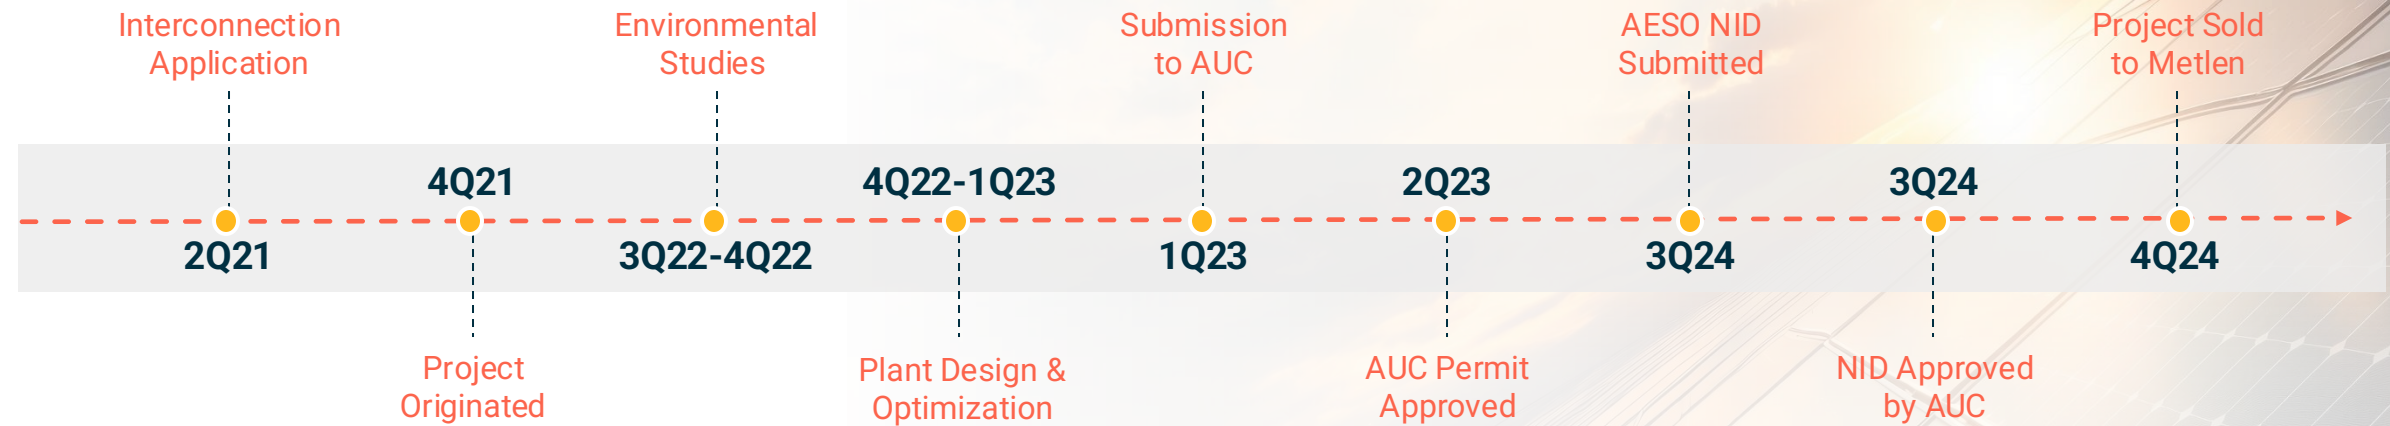 Interconnection
Application
2Q21
4Q21
Project
Originated
Environmental
Studies
3Q22-4Q22
4Q22-1Q23
Plant Design &
Optimization
Submission
to AUC
1Q23
2Q23
AUC Permit
Approved
AESO NID
Submitted
3Q24
3Q24
NID Approved
by AUC
Project Sold
to Metlen
4Q24